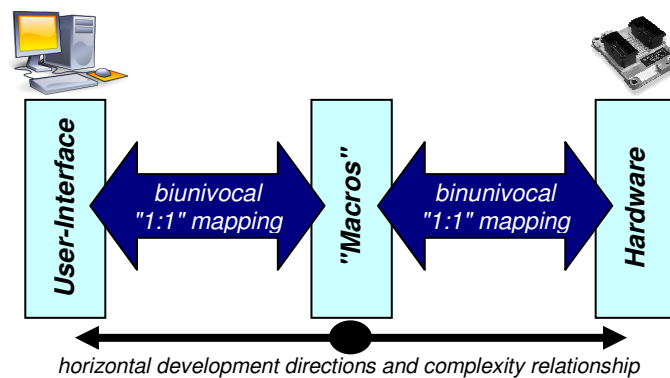 User-Interface
biunivocal
"1:1" mapping
"Macros"
binunivocal
"1:1" mapping
Hardware
horizontal development directions and complexity relationship